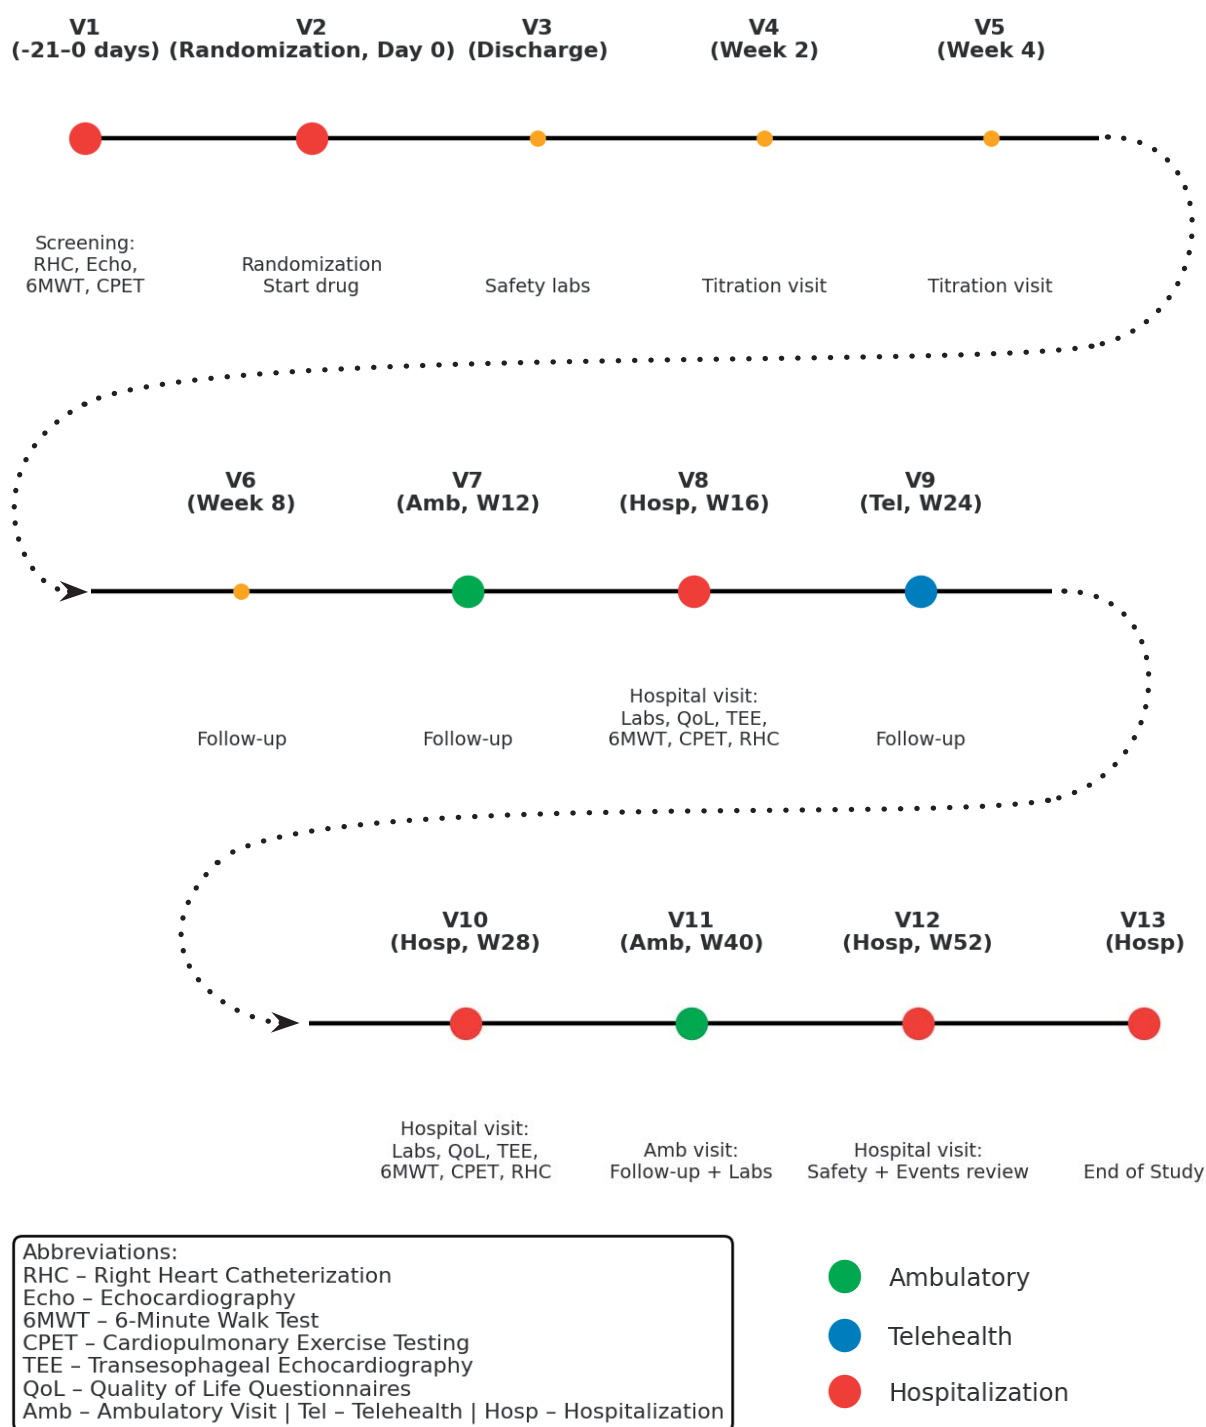 V1
(-21–0 days)
V2
(Randomization, Day 0)
V3
(Discharge)
V4
(Week 2)
V5
(Week 4)
Screening:
RHC, Echo,
6MWT, CPET
Randomization
Start drug
Safety labs
Titration visit
Titration visit
V6
(Week 8)
V7
(Amb, W12)
V8
(Hosp, W16)
V9
(Tel, W24)
Follow-up
Follow-up
Hospital visit:
Labs, QoL, TEE,
6MWT, CPET, RHC
Follow-up
V10
(Hosp, W28)
V11
(Amb, W40)
V12
(Hosp, W52)
V13
(Hosp)
Hospital visit:
Labs, QoL, TEE,
6MWT, CPET, RHC
Amb visit:
Follow-up + Labs
Hospital visit:
Safety + Events review
End of Study
Abbreviations:
RHC – Right Heart Catheterization
Echo – Echocardiography
6MWT – 6-Minute Walk Test
CPET – Cardiopulmonary Exercise Testing
TEE – Transesophageal Echocardiography
QoL – Quality of Life Questionnaires
Amb – Ambulatory Visit | Tel – Telehealth | Hosp – Hospitalization
Ambulatory
Telehealth
Hospitalization